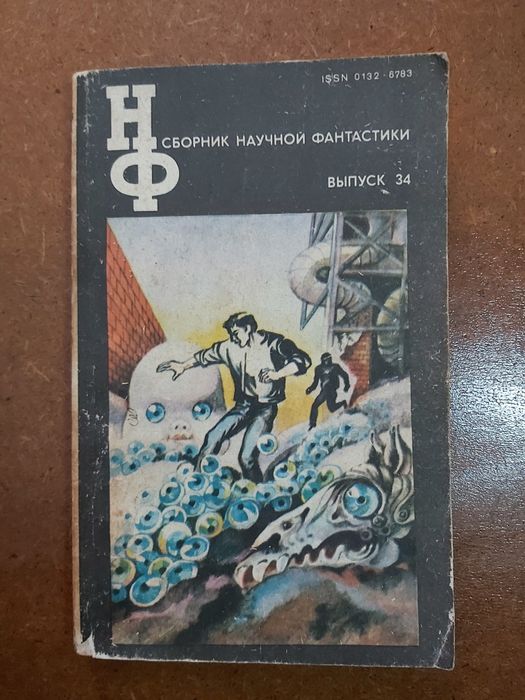 ISSN 0132-6783
НФ
СБОРНИК НАУЧНОЙ ФАНТАСТИКИ
ВЫПУСК 34